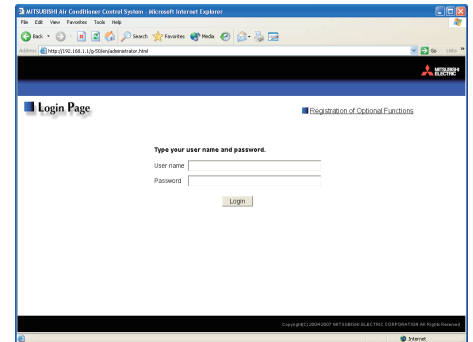 MITSUBISHI Air Conditioner Control System - Microsoft Internet Explorer
File Edit View Favorites Tools Help
Back Search Favorites Media
Address http://192.168.1.1/g-50/en/administrator.html Go Links
MITSUBISHI
ELECTRIC
Login Page
Registration of Optional Functions
Type your user name and password.
User name
Password
Login
Copyright(C) 2004-2007 MITSUBISHI ELECTRIC CORPORATION All Rights Reserved
Internet